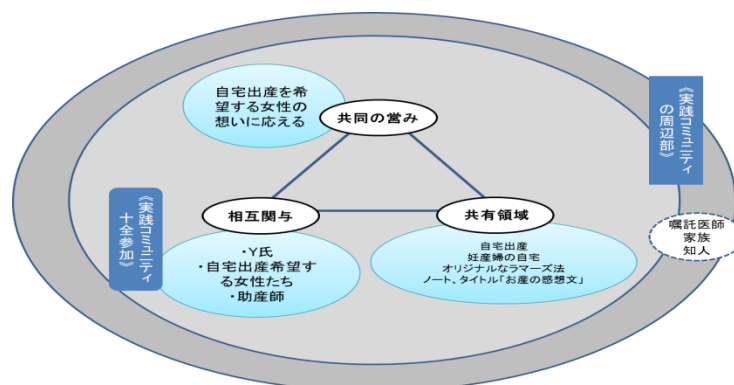 自宅出産を希
望する女性の
想いに応える
共同の営み
《実践コミュニティ
の周辺部》
《実践コミュニティ
十全参加》
相互関与
共有領域
・Y氏
・自宅出産希望す
る女性たち
・助産師
自宅出産
妊産婦の自宅
オリジナルなラマーズ法
ノート、タイトル「お産の感想文」
嘱託医師
家族
知人